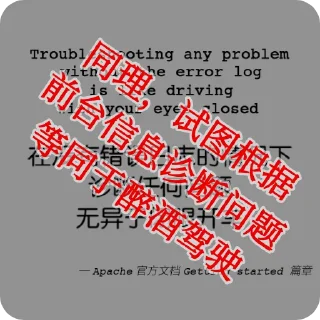 Troubleshooting any problem
without the error log
is like driving
with your eyes closed
在没有错误日志的情况下
诊断任何问题
无异于闭眼开车
— Apache 官方文档 Getting started 篇章
同理，试图根据
前台信息诊断问题
等同于醉酒驾驶